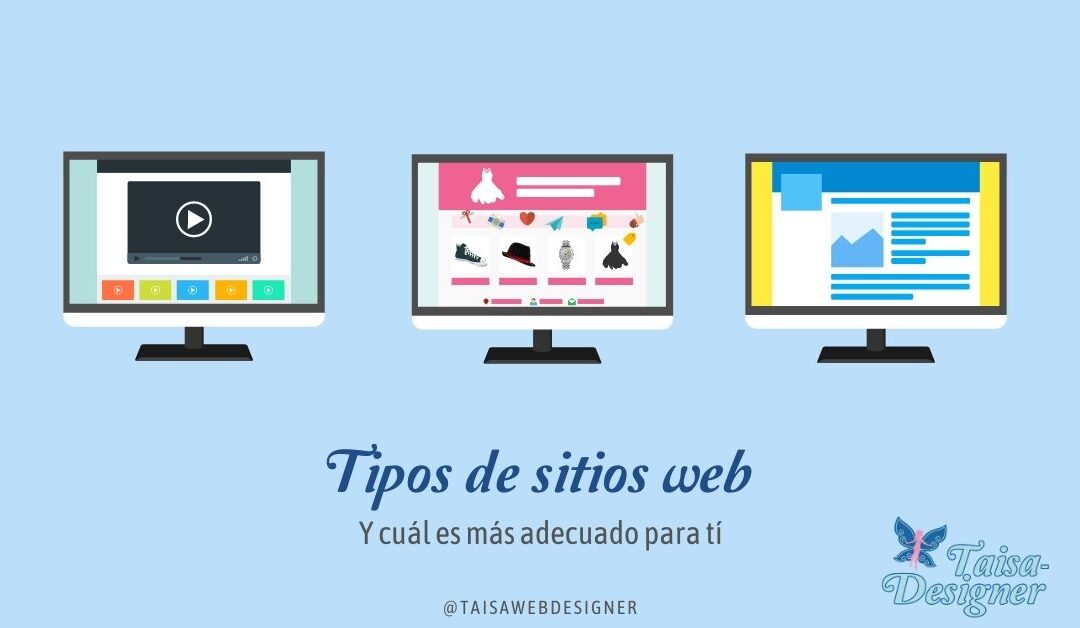 Tipos de sitios web
Y cuál es más adecuado para tí
Taisa-
Designer
@TAISAWEBDESIGNER